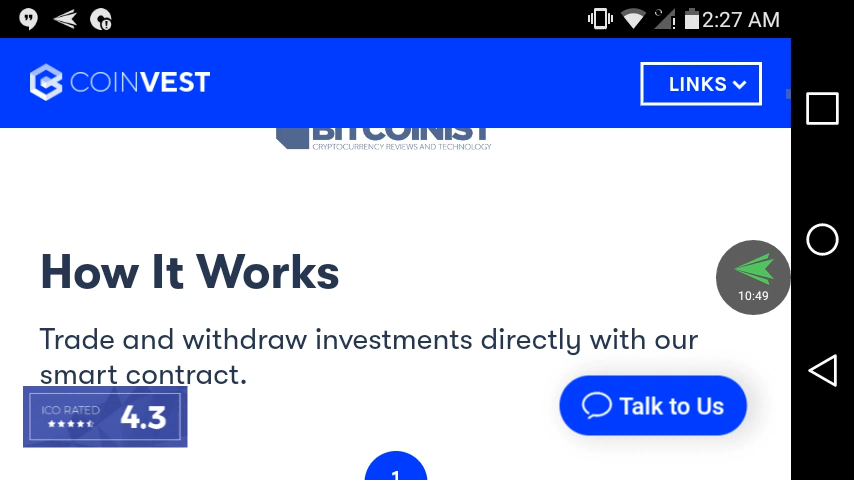 2:27 AM
COINVEST
LINKS
BITCOINIST
CRYPTOCURRENCY REVIEWS AND TECHNOLOGY
How It Works
10:49
Trade and withdraw investments directly with our
smart contract.
ICO RATED
4.3
Talk to Us
1